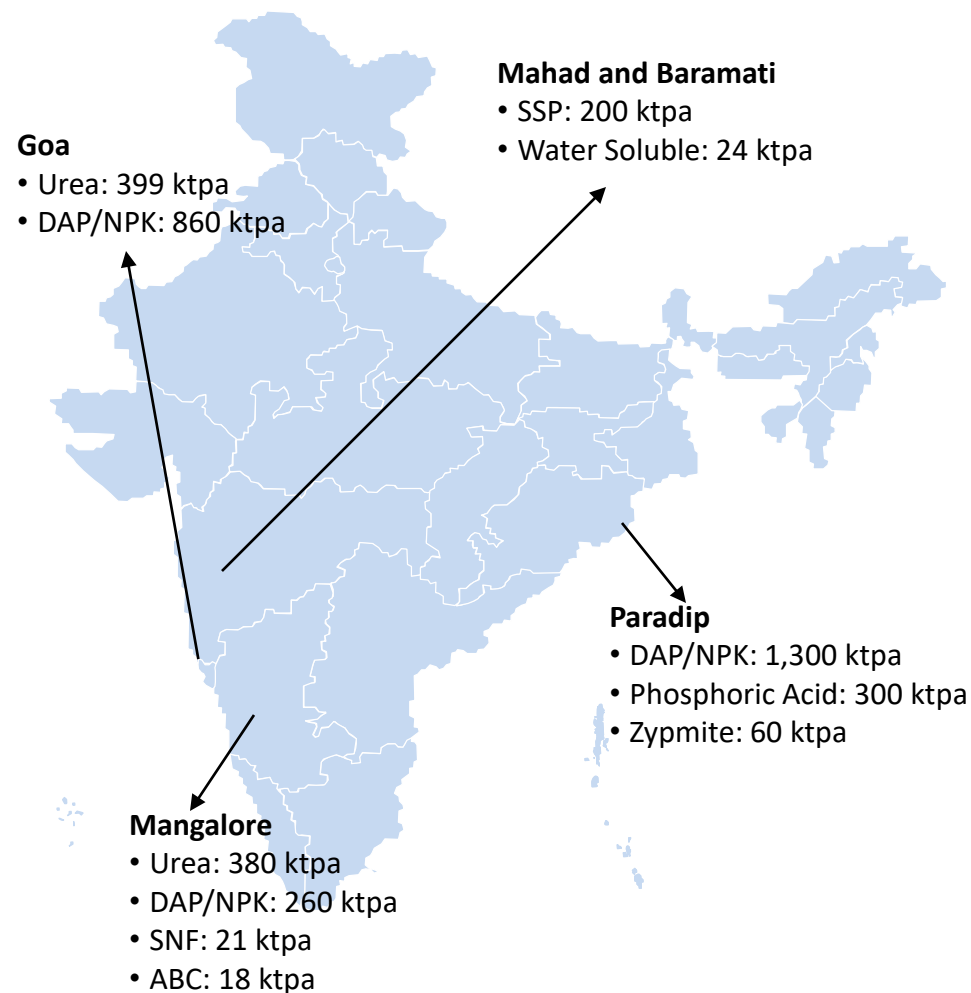 Mahad and Baramati
• SSP: 200 ktpa
• Water Soluble: 24 ktpa
Goa
• Urea: 399 ktpa
• DAP/NPK: 860 ktpa
Paradip
• DAP/NPK: 1,300 ktpa
• Phosphoric Acid: 300 ktpa
• Zypmite: 60 ktpa
Mangalore
• Urea: 380 ktpa
• DAP/NPK: 260 ktpa
• SNF: 21 ktpa
• ABC: 18 ktpa